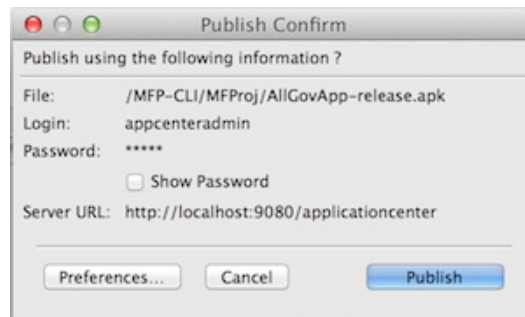 Publish Confirm
Publish using the following information ?
File: /MFP-CLI/MFProj/AllGovApp-release.apk
Login: appcenteradmin
Password: *****
Show Password
Server URL: http://localhost:9080/applicationcenter
Preferences... Cancel Publish